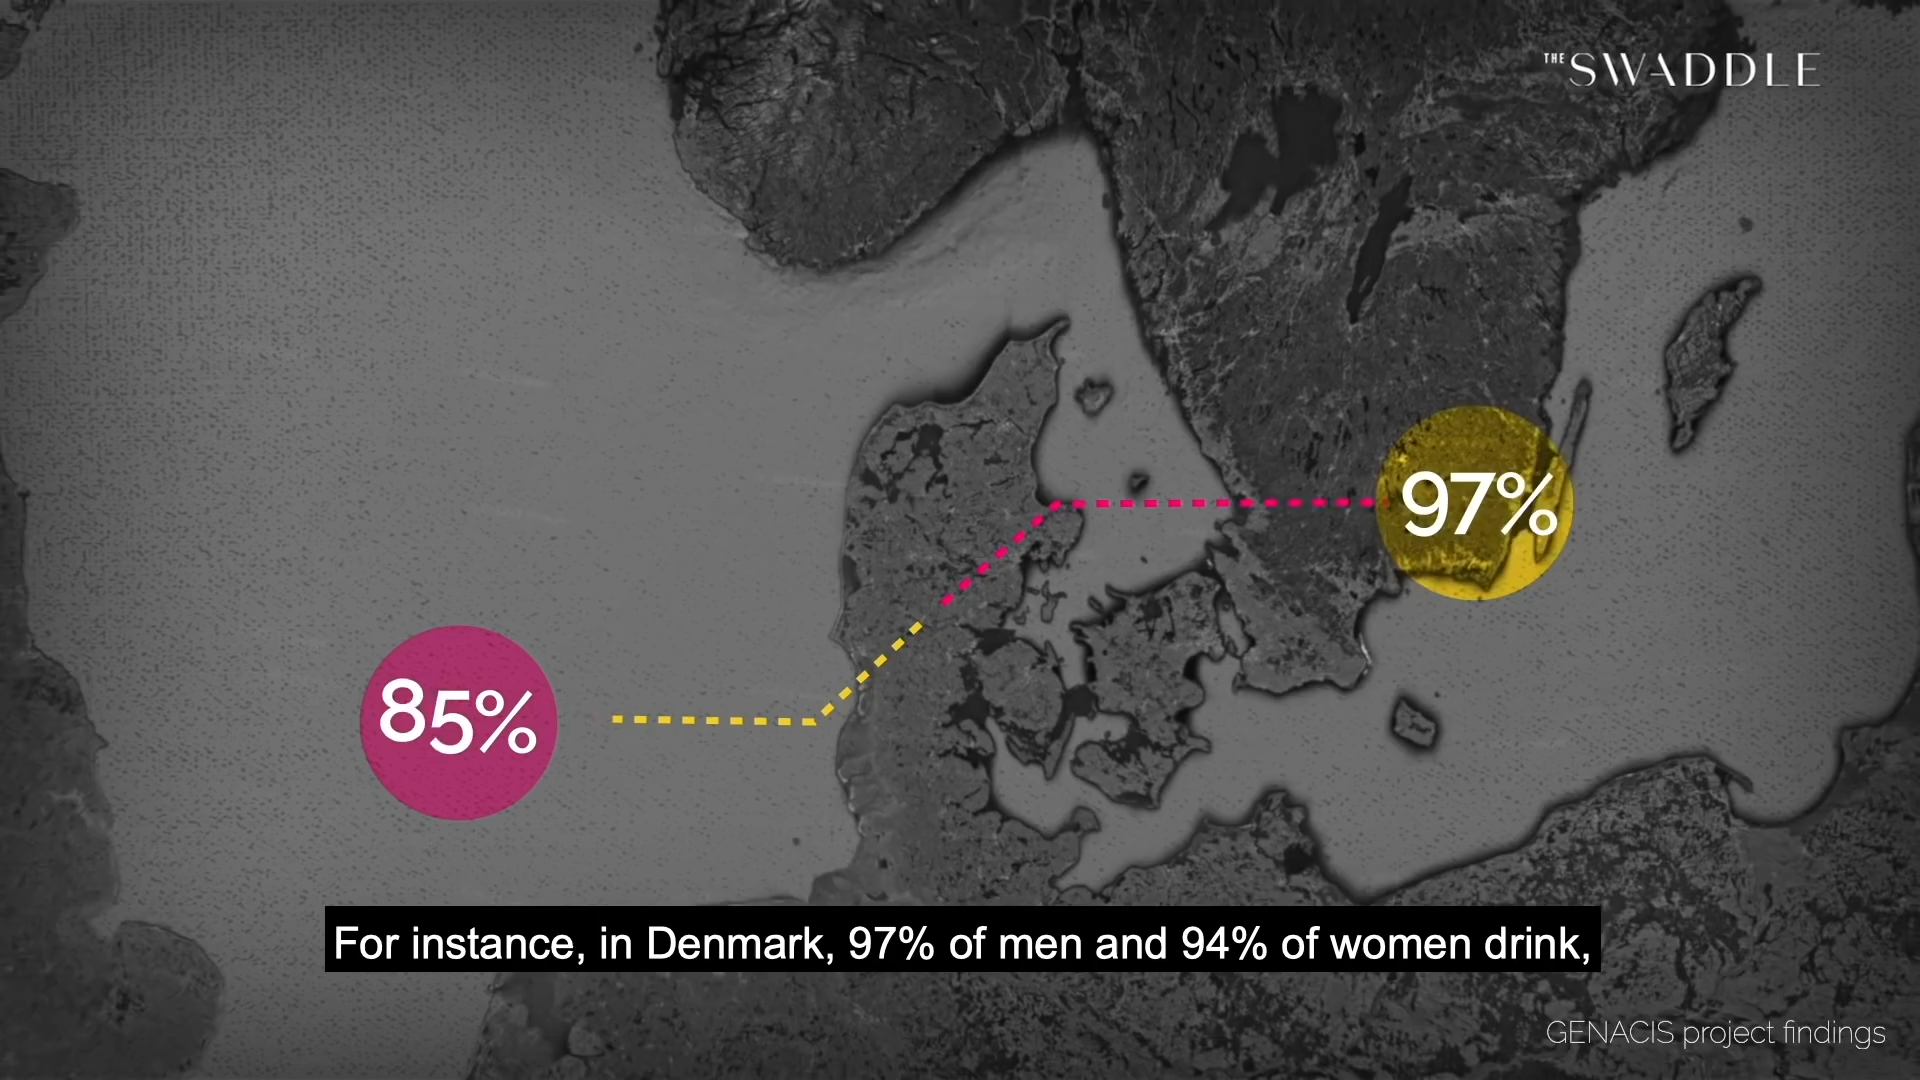 THE SWADDLE
97%
85%
For instance, in Denmark, 97% of men and 94% of women drink,
GENACIS project findings